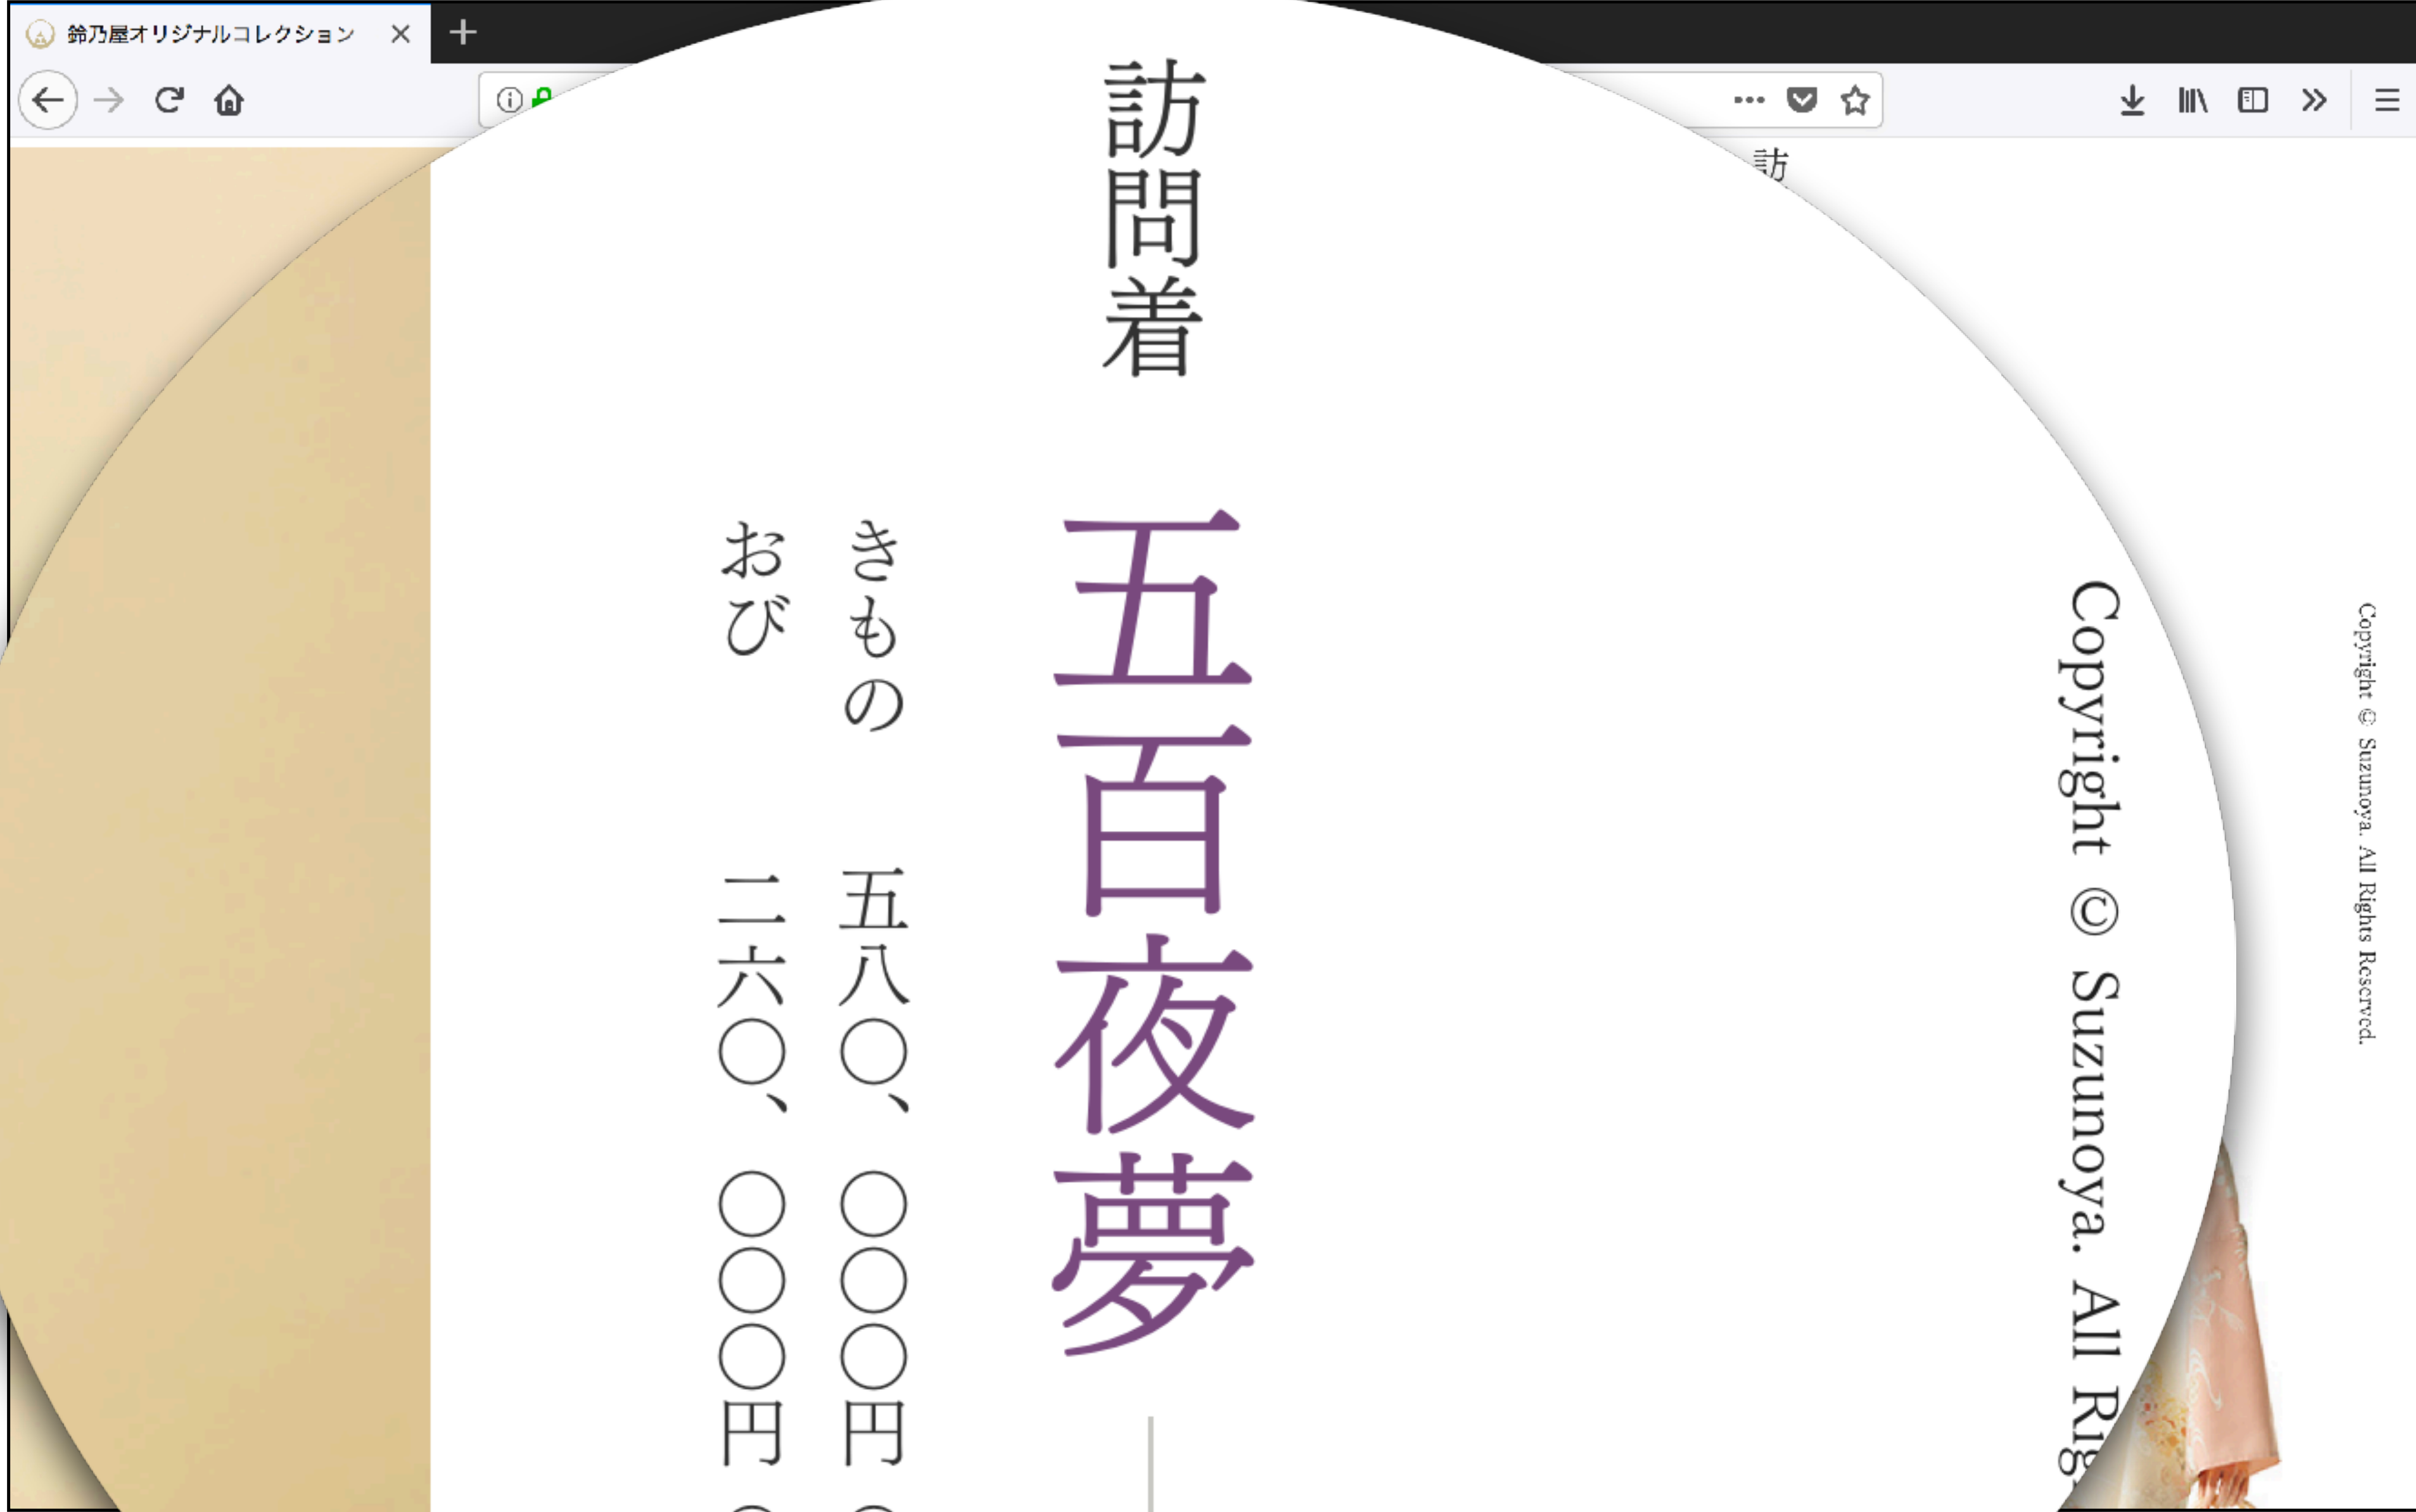 鈴乃屋オリジナルコレクション
訪
Copyright © Suzunoya. All Rights Reserved.
Copyright © Suzunoya. All Rig
訪問着
五百夜夢
きもの 五八〇、〇〇〇円
おび 二六〇、〇〇〇円